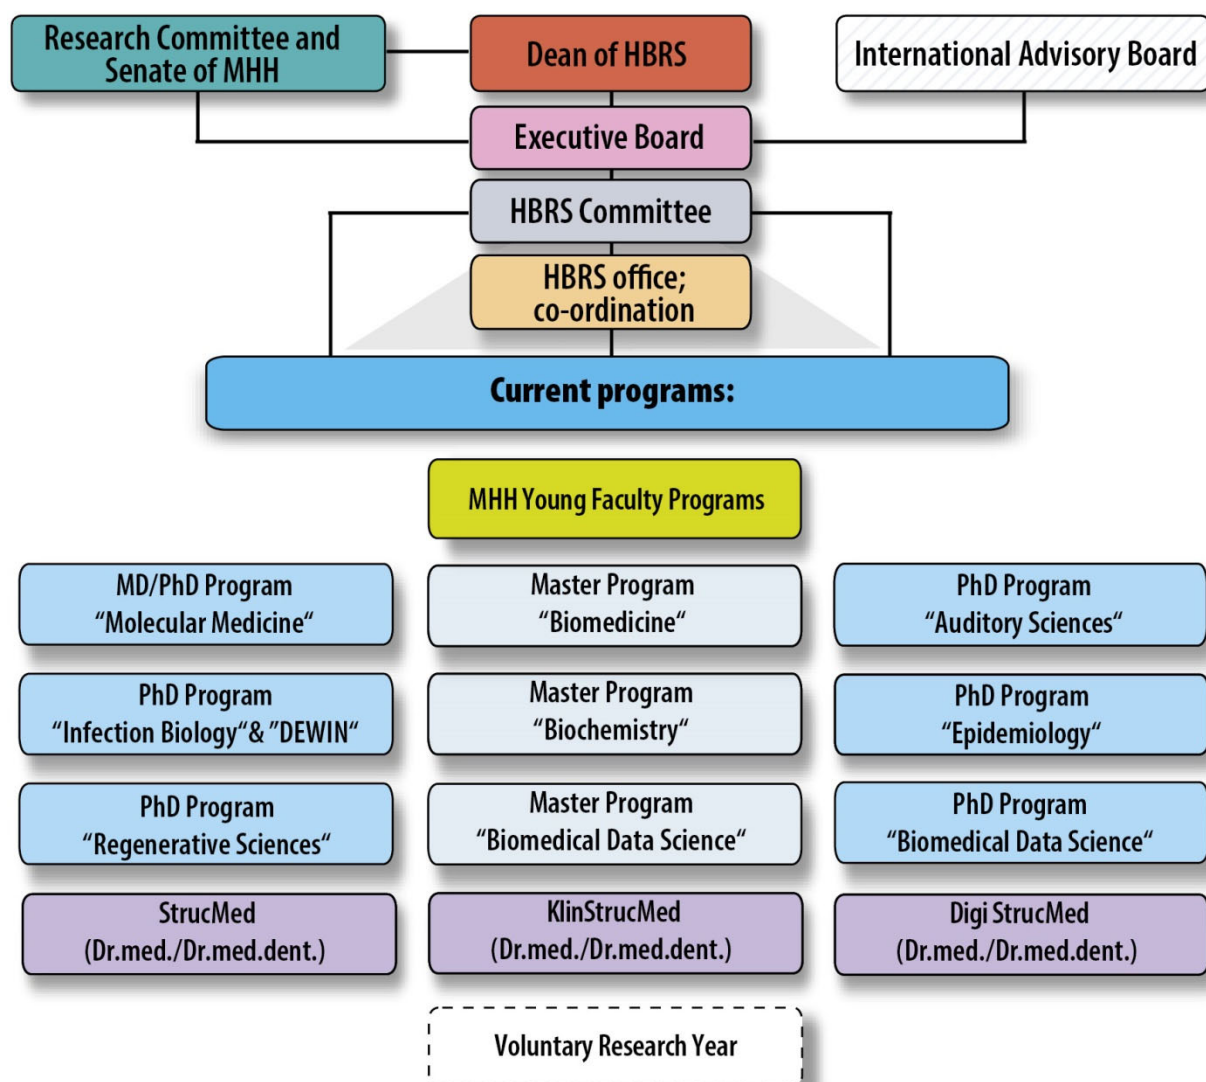 Research Committee and
Senate of MHH
Dean of HBRS
International Advisory Board
Executive Board
HBRS Committee
HBRS office;
co-ordination
Current programs:
MHH Young Faculty Programs
MD/PhD Program
“Molecular Medicine“
Master Program
“Biomedicine“
PhD Program
“Auditory Sciences“
PhD Program
“Infection Biology“& ”DEWIN“
Master Program
“Biochemistry“
PhD Program
“Epidemiology“
PhD Program
“Regenerative Sciences“
Master Program
“Biomedical Data Science“
PhD Program
“Biomedical Data Science“
StrucMed
(Dr.med./Dr.med.dent.)
KlinStrucMed
(Dr.med./Dr.med.dent.)
Digi StrucMed
(Dr.med./Dr.med.dent.)
Voluntary Research Year